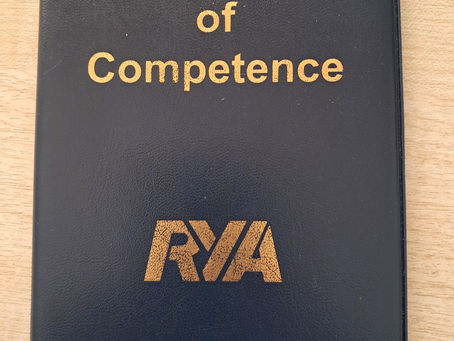 of
Competence
RYA